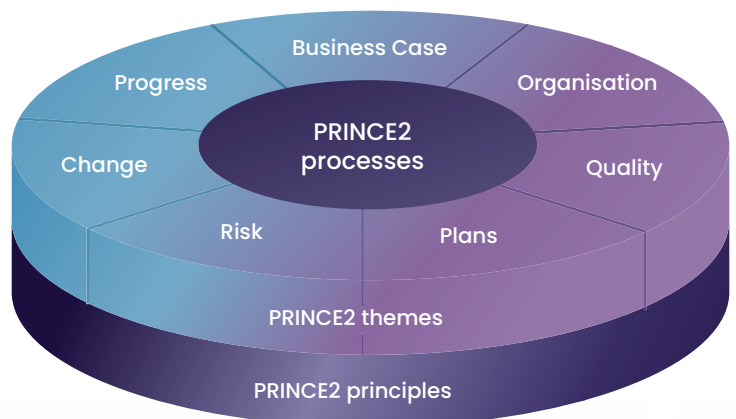 Business Case
Progress
Organisation
PRINCE2
processes
Change
Quality
Risk
Plans
PRINCE2 themes
PRINCE2 principles